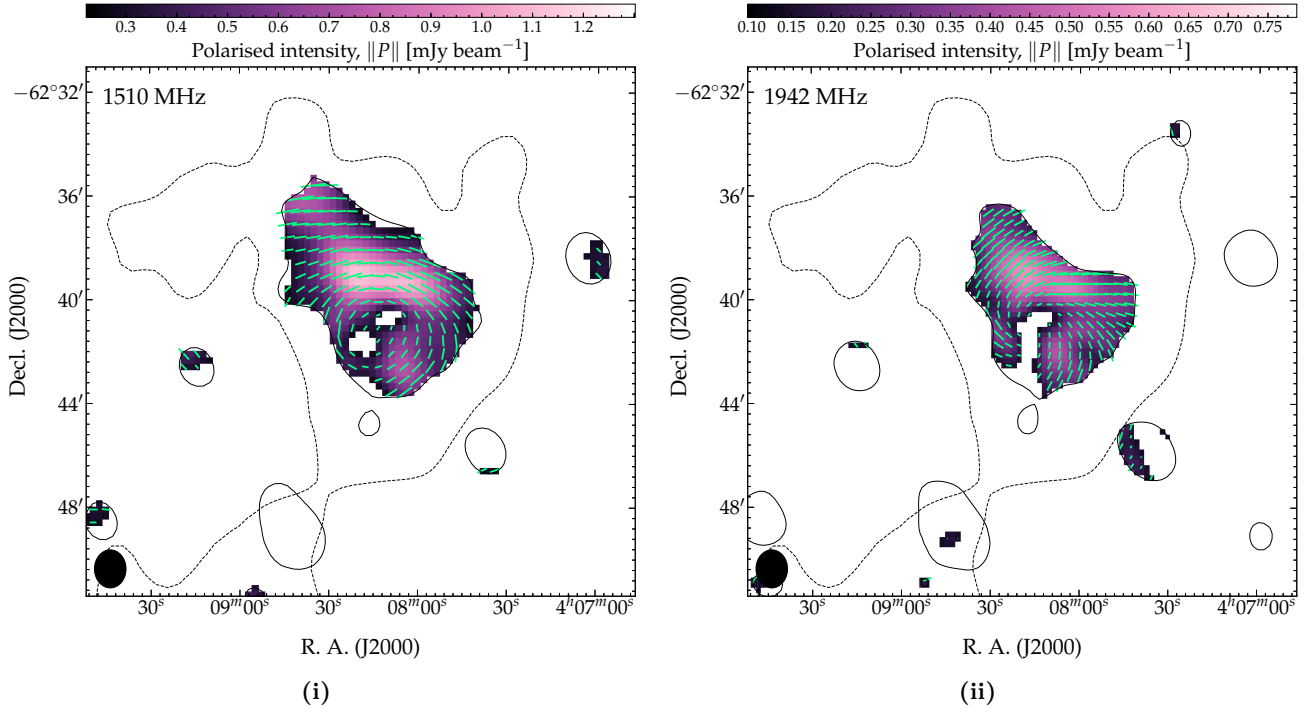 0.3 0.4 0.5 0.6 0.7 0.8 0.9 1.0 1.1 1.2
Polarised intensity, ‖P‖ [mJy beam⁻¹]
1510 MHz
−62°32′
36′
40′
44′
48′
Decl. (J2000)
30ˢ 09ᵐ00ˢ 30ˢ 08ᵐ00ˢ 30ˢ 4ʰ07ᵐ00ˢ
R. A. (J2000)
(i)
0.10 0.15 0.20 0.25 0.30 0.35 0.40 0.45 0.50 0.55 0.60 0.65 0.70 0.75
Polarised intensity, ‖P‖ [mJy beam⁻¹]
1942 MHz
−62°32′
36′
40′
44′
48′
Decl. (J2000)
30ˢ 09ᵐ00ˢ 30ˢ 08ᵐ00ˢ 30ˢ 4ʰ07ᵐ00ˢ
R. A. (J2000)
(ii)